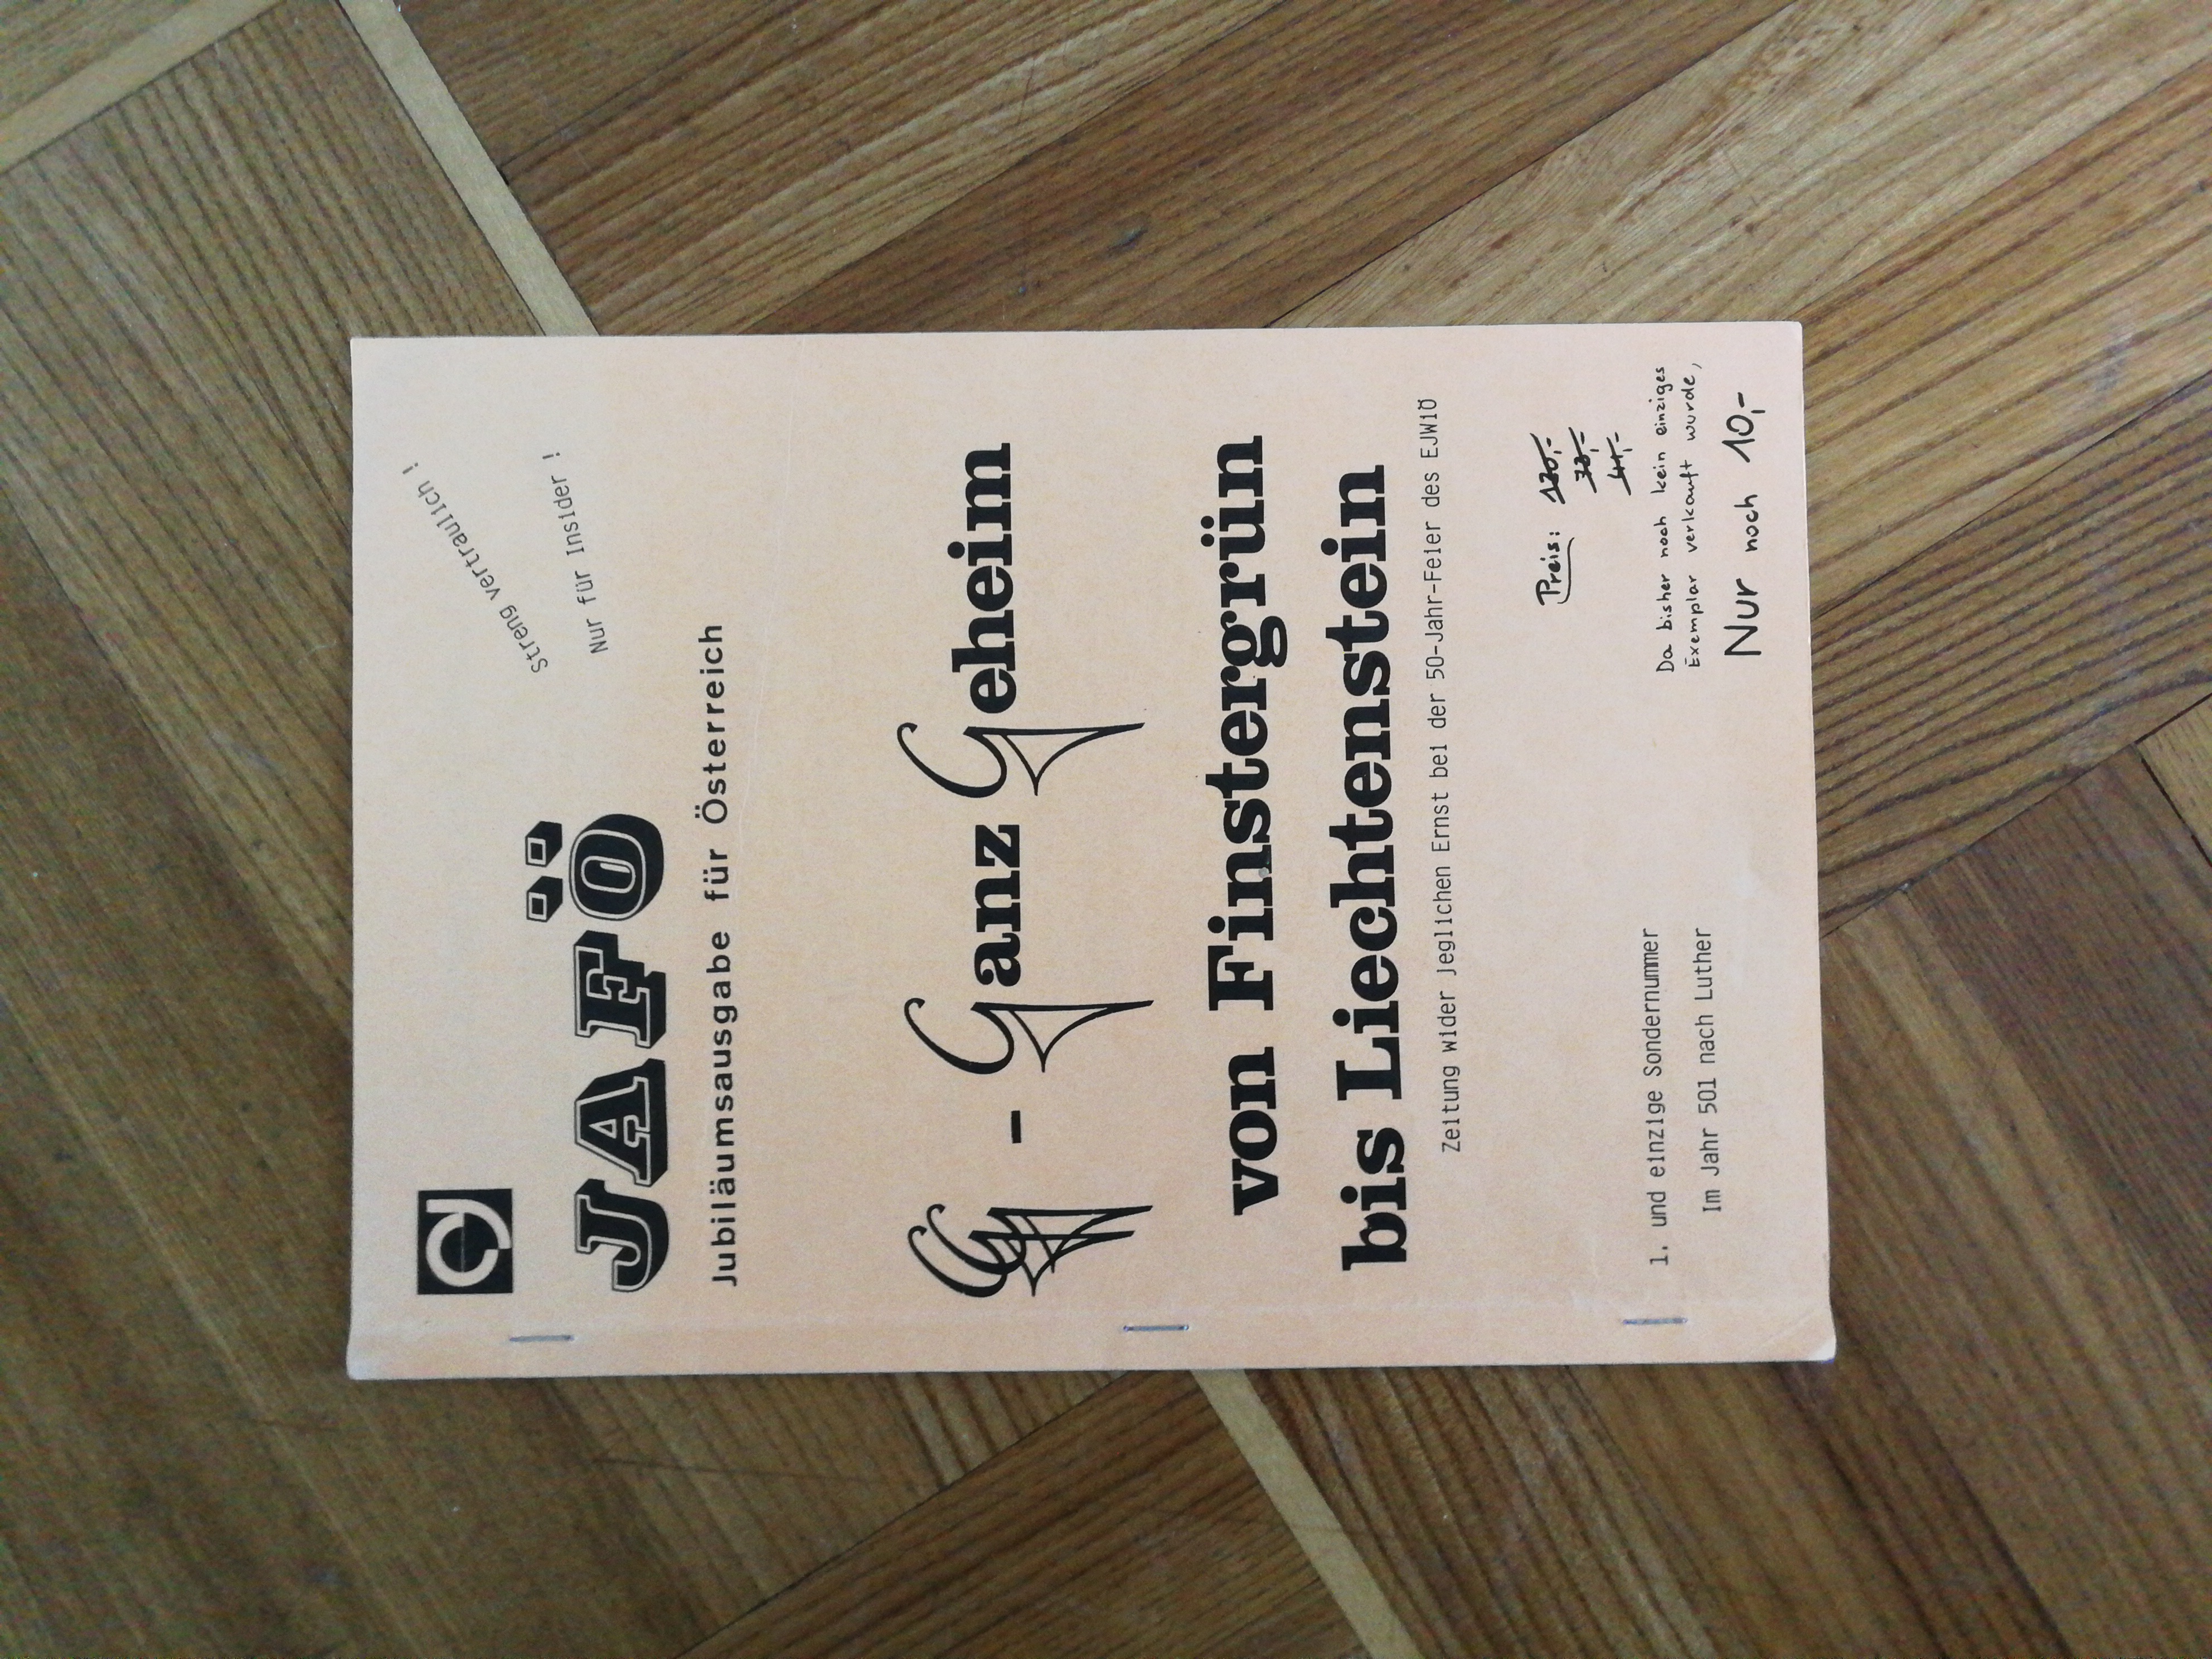 Streng vertraulich !
Nur für Insider !
JAFÖ
Jubiläumsausgabe für Österreich
GG - Ganz Geheim
von Finstergrün
bis Liechtenstein
Zeitung wider jeglichen Ernst bei der 50-Jahr-Feier des EJWiÖ
Preis: 120,-
Da bisher noch kein einziges
Exemplar verkauft wurde,
Nur noch 10,-
1. und einzige Sondernummer
Im Jahr 501 nach Luther